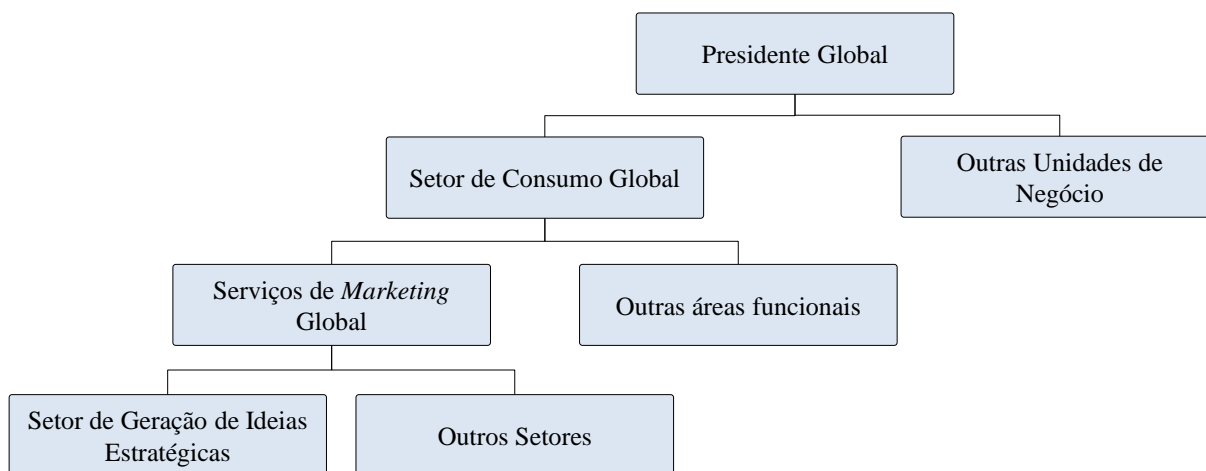 Presidente Global
Setor de Consumo Global
Outras Unidades de
Negócio
Serviços de Marketing
Global
Outras áreas funcionais
Setor de Geração de Ideias
Estratégicas
Outros Setores